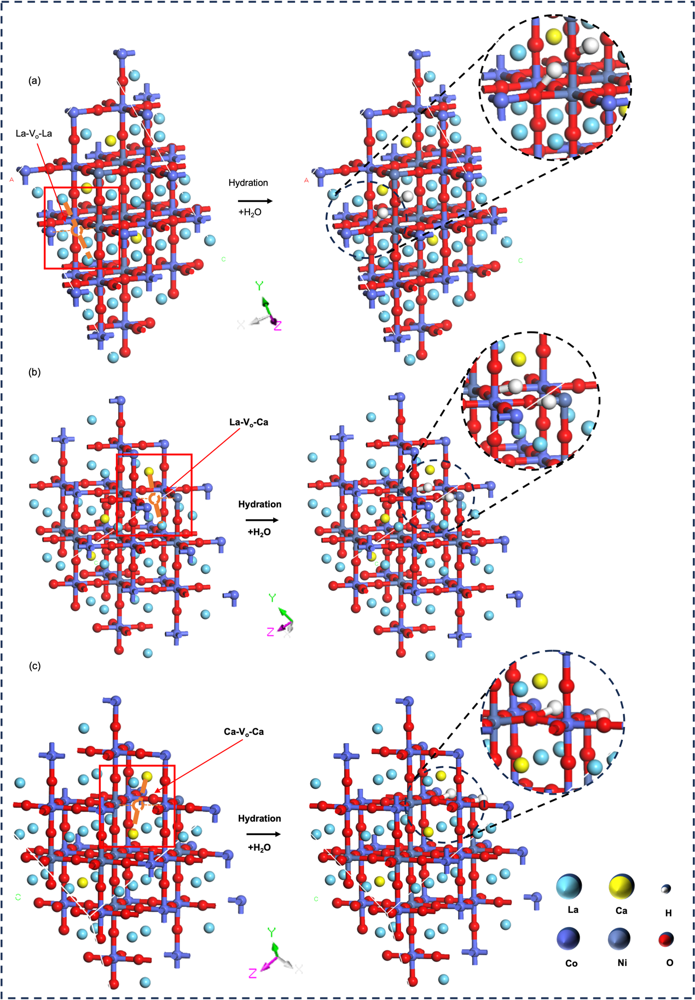 (a)
La-Vo-La
A
Hydration
+H2O
A
C
C
Y
X
Z
(b)
La-Vo-Ca
Hydration
+H2O
C
C
Y
Z
X
(c)
Ca-Vo-Ca
Hydration
+H2O
C
C
Y
Z
X
La
Ca
H
Co
Ni
O